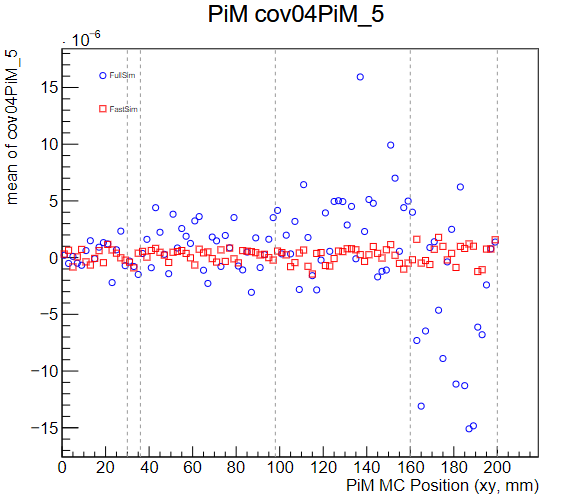 PiM cov04PiM_5
· 10⁻⁶
mean of cov04PiM_5
FullSim
FastSim
15
10
5
0
−5
−10
−15
0 20 40 60 80 100 120 140 160 180 200
PiM MC Position (xy, mm)